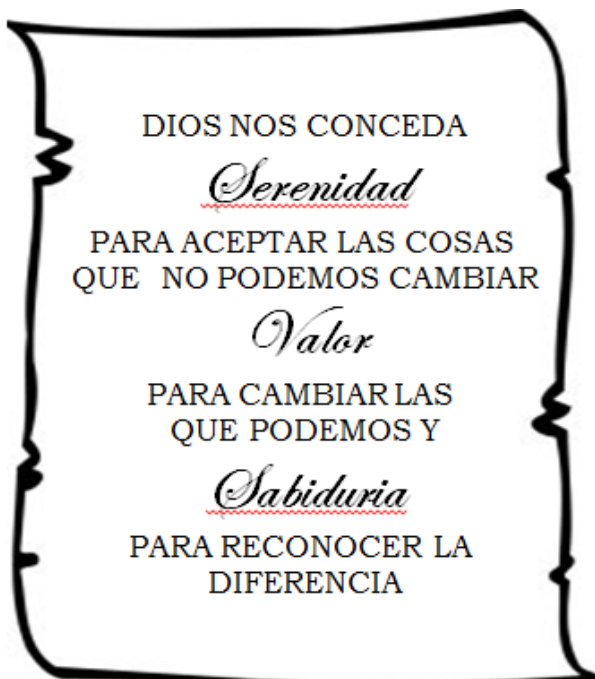 DIOS NOS CONCEDA
Serenidad
PARA ACEPTAR LAS COSAS
QUE NO PODEMOS CAMBIAR
Valor
PARA CAMBIAR LAS
QUE PODEMOS Y
Sabiduria
PARA RECONOCER LA
DIFERENCIA